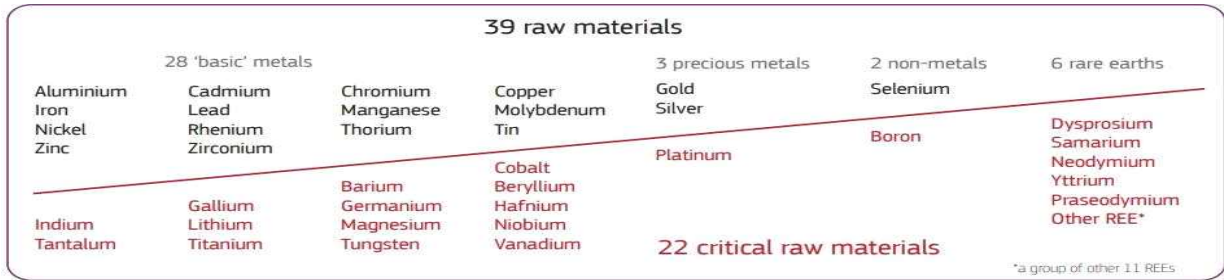 39 raw materials
28 'basic' metals
3 precious metals
2 non-metals
6 rare earths
Aluminium
Iron
Nickel
Zinc
Cadmium
Lead
Rhenium
Zirconium
Chromium
Manganese
Thorium
Copper
Molybdenum
Tin
Gold
Silver
Selenium
Indium
Tantalum
Gallium
Lithium
Titanium
Barium
Germanium
Magnesium
Tungsten
Cobalt
Beryllium
Hafnium
Niobium
Vanadium
Platinum
Boron
Dysprosium
Samarium
Neodymium
Yttrium
Praseodymium
Other REE*
22 critical raw materials
*a group of other 11 REEs